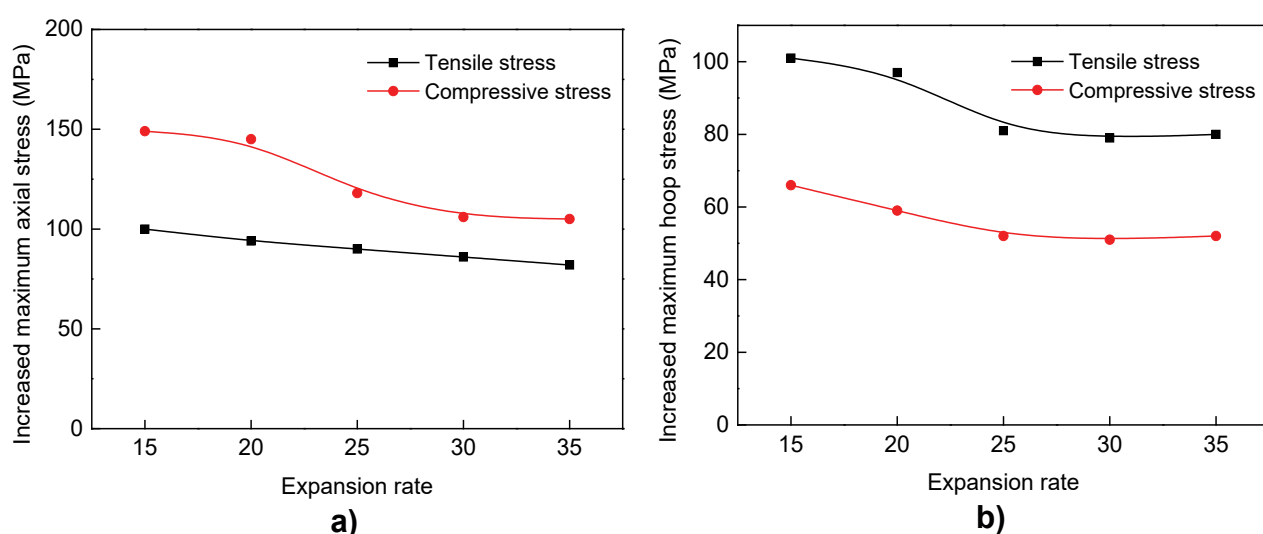 Increased maximum axial stress (MPa)
200
150
100
50
0
Tensile stress
Compressive stress
15 20 25 30 35
Expansion rate
a)
Increased maximum hoop stress (MPa)
100
80
60
40
20
0
Tensile stress
Compressive stress
15 20 25 30 35
Expansion rate
b)